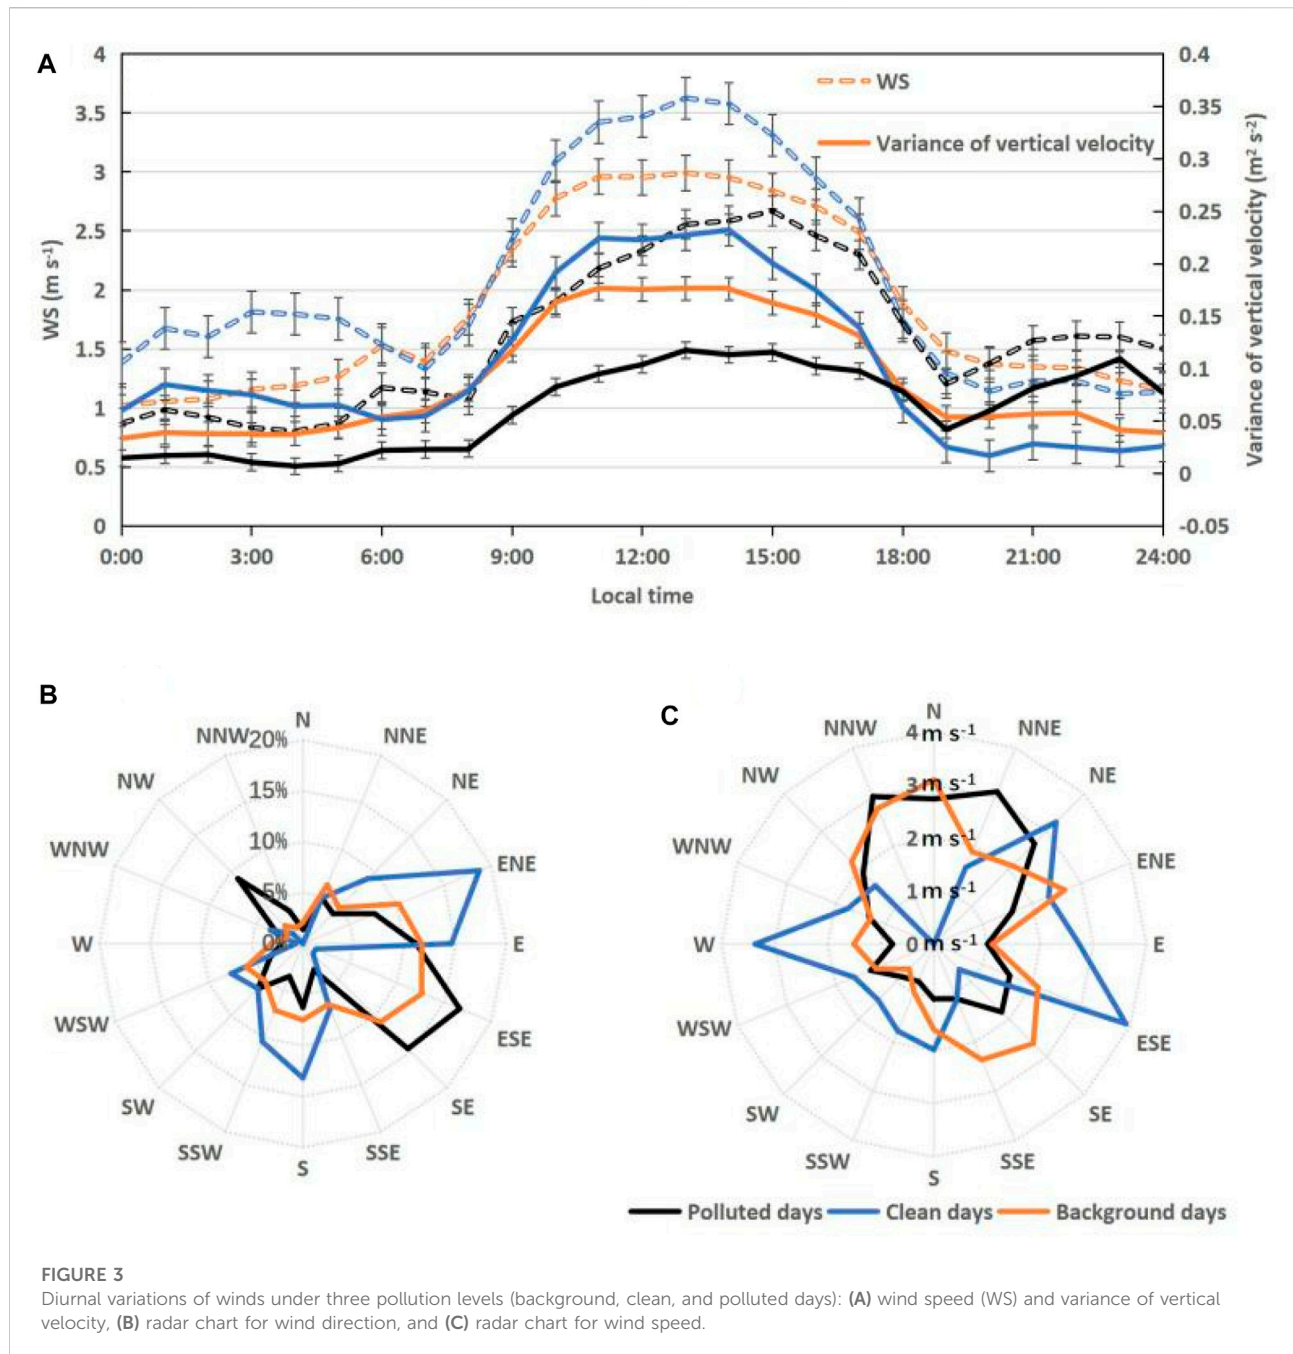 A
4
3.5
3
2.5
2
1.5
1
0.5
0
WS (m s⁻¹)
0.4
0.35
0.3
0.25
0.2
0.15
0.1
0.05
0
-0.05
Variance of vertical velocity (m² s⁻²)
WS
Variance of vertical velocity
0:00 3:00 6:00 9:00 12:00 15:00 18:00 21:00 24:00
Local time
B
N
NNE
NE
ENE
E
ESE
SE
SSE
S
SSW
SW
WSW
W
WNW
NW
NNW
20%
15%
10%
5%
0%
C
N
NNE
NE
ENE
E
ESE
SE
SSE
S
SSW
SW
WSW
W
WNW
NW
NNW
4 m s⁻¹
3 m s⁻¹
2 m s⁻¹
1 m s⁻¹
0 m s⁻¹
Polluted days Clean days Background days
FIGURE 3
Diurnal variations of winds under three pollution levels (background, clean, and polluted days): (A) wind speed (WS) and variance of vertical
velocity, (B) radar chart for wind direction, and (C) radar chart for wind speed.